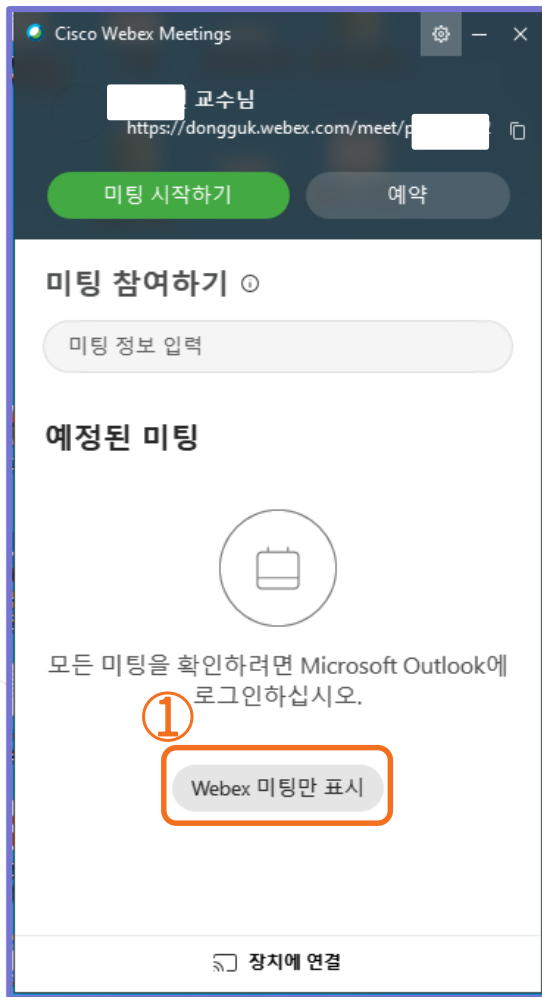 Cisco Webex Meetings
교수님
https://dongguk.webex.com/meet/p
미팅 시작하기
예약
미팅 참여하기
미팅 정보 입력
예정된 미팅
모든 미팅을 확인하려면 Microsoft Outlook에
로그인하십시오.
①
Webex 미팅만 표시
장치에 연결